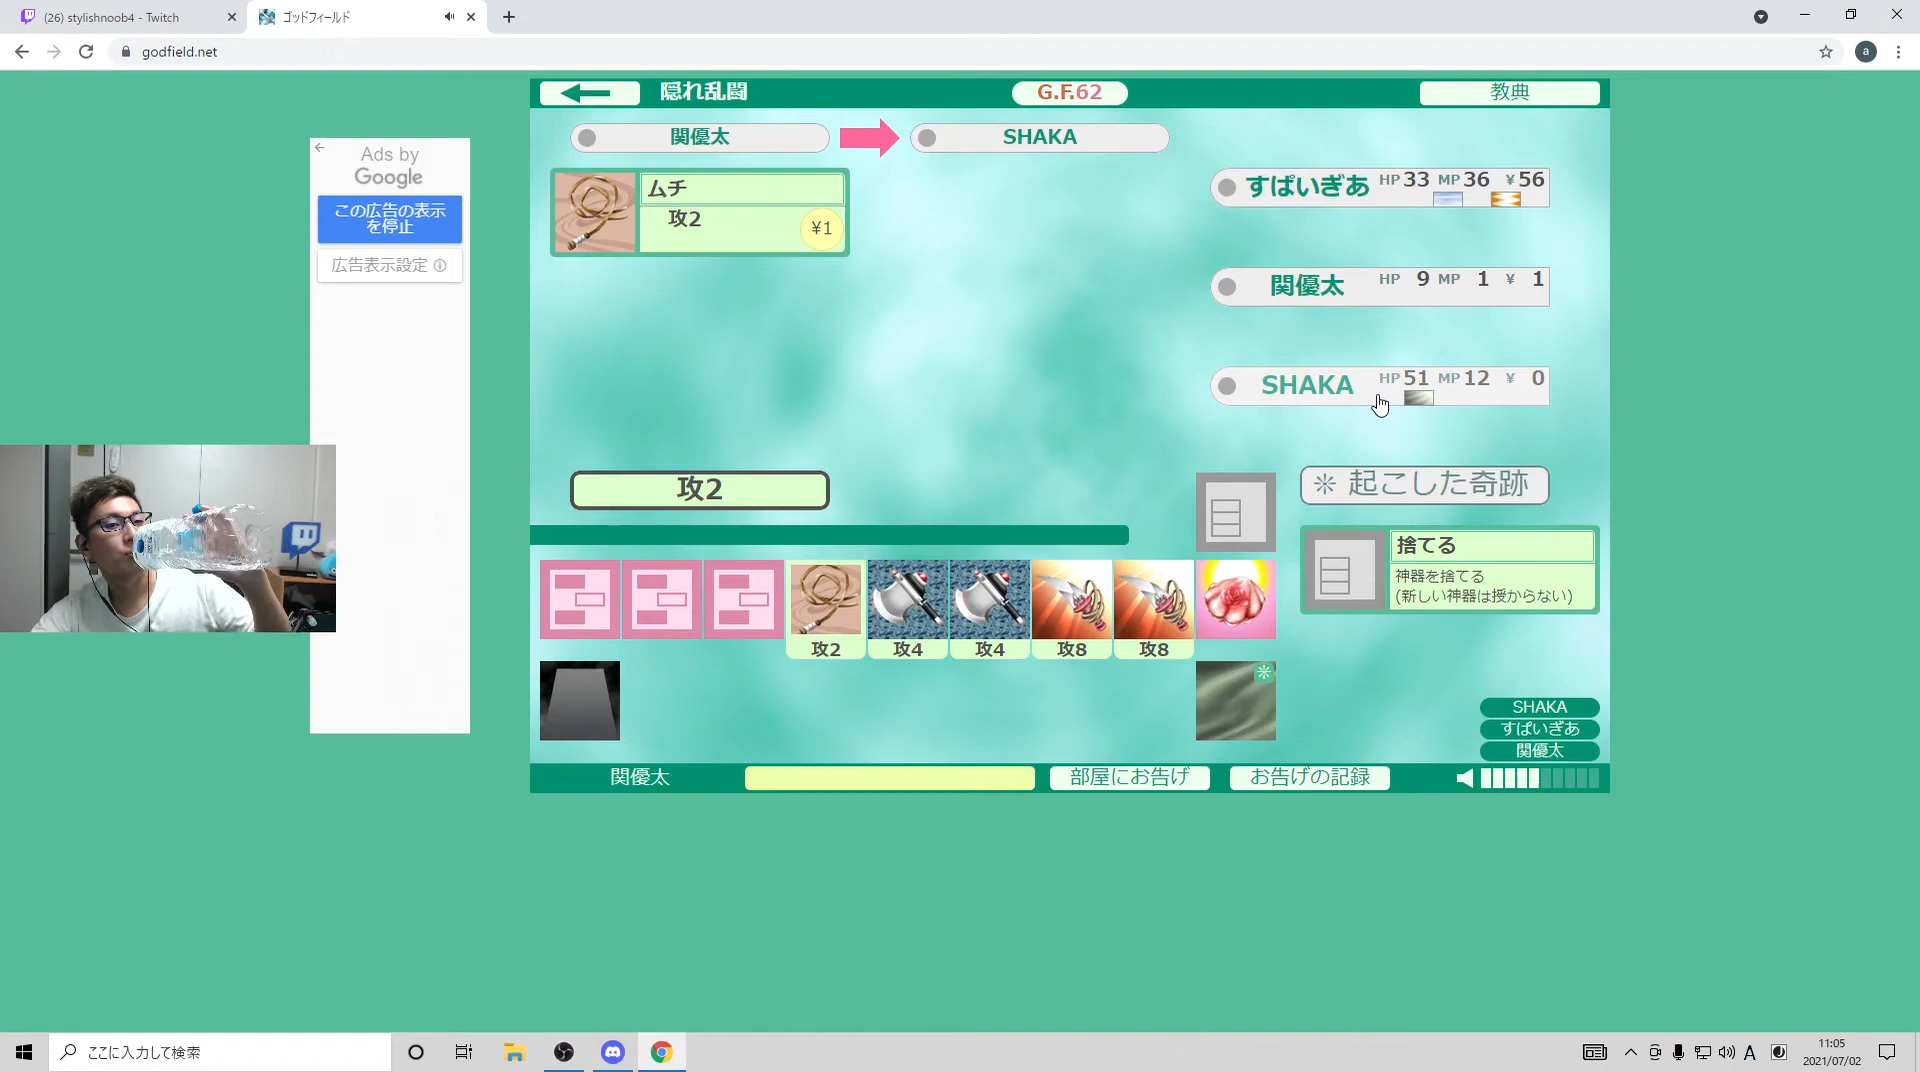 (26) stylishnoob4 - Twitch
ゴッドフィールド
godfield.net
a
隠れ乱闘
G.F.62
教典
関優太
SHAKA
Ads by
Google
この広告の表示
を停止
広告表示設定
ムチ
攻2
¥1
すぱいぎあ HP 33 MP 36 ¥ 56
関優太 HP 9 MP 1 ¥ 1
SHAKA HP 51 MP 12 ¥ 0
攻2
起こした奇跡
捨てる
神器を捨てる
(新しい神器は授からない)
攻2 攻4 攻4 攻8 攻8
SHAKA
すぱいぎあ
関優太
関優太
部屋にお告げ
お告げの記録
ここに入力して検索
A
11:05
2021/07/02